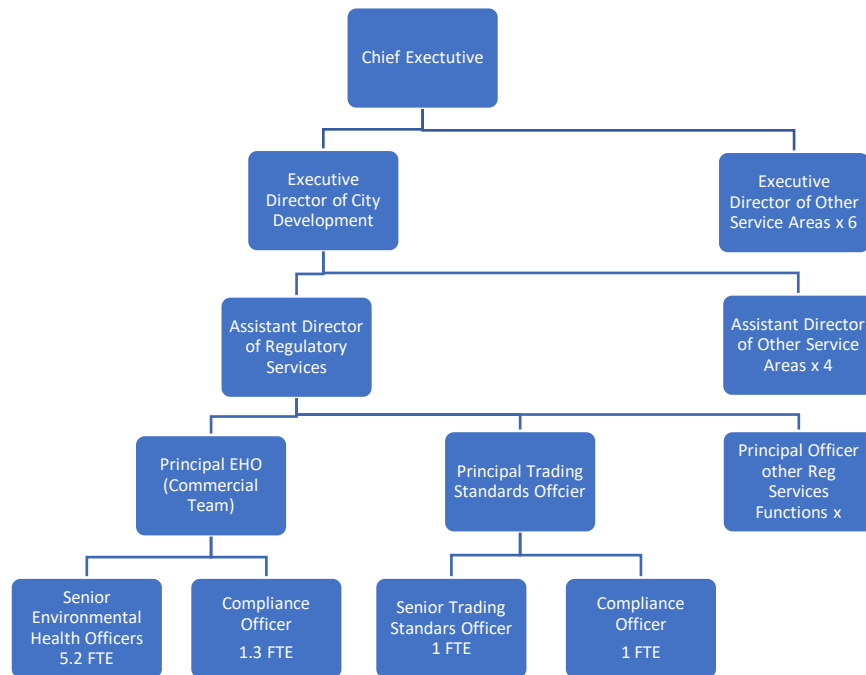 Chief Exectutive
Executive
Director of City
Development
Executive
Director of Other
Service Areas x 6
Assistant Director
of Regulatory
Services
Assistant Director
of Other Service
Areas x 4
Principal EHO
(Commercial
Team)
Principal Trading
Standards Offcier
Principal Officer
other Reg
Services
Functions x
Senior
Environmental
Health Officers
5.2 FTE
Compliance
Officer
1.3 FTE
Senior Trading
Standars Officer
1 FTE
Compliance
Officer
1 FTE